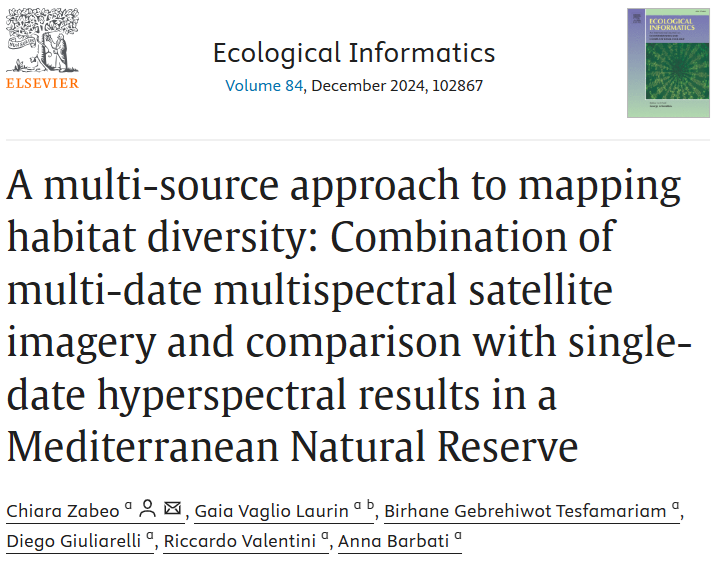 Ecological Informatics
Volume 84, December 2024, 102867
ELSEVIER
ECOLOGICAL
INFORMATICS
A multi-source approach to mapping
habitat diversity: Combination of
multi-date multispectral satellite
imagery and comparison with single-
date hyperspectral results in a
Mediterranean Natural Reserve
Chiara Zabeo a, Gaia Vaglio Laurin a b, Birhane Gebrehiwot Tesfamariam a,
Diego Giuliarelli a, Riccardo Valentini a, Anna Barbati a